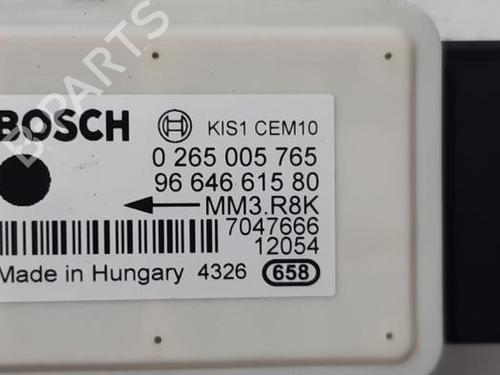 BOSCH KIS1 CEM10
0 265 005 765
96 646 615 80
MM3.R8K
7047666
12054
Made in Hungary 4326 658
B-PARTS